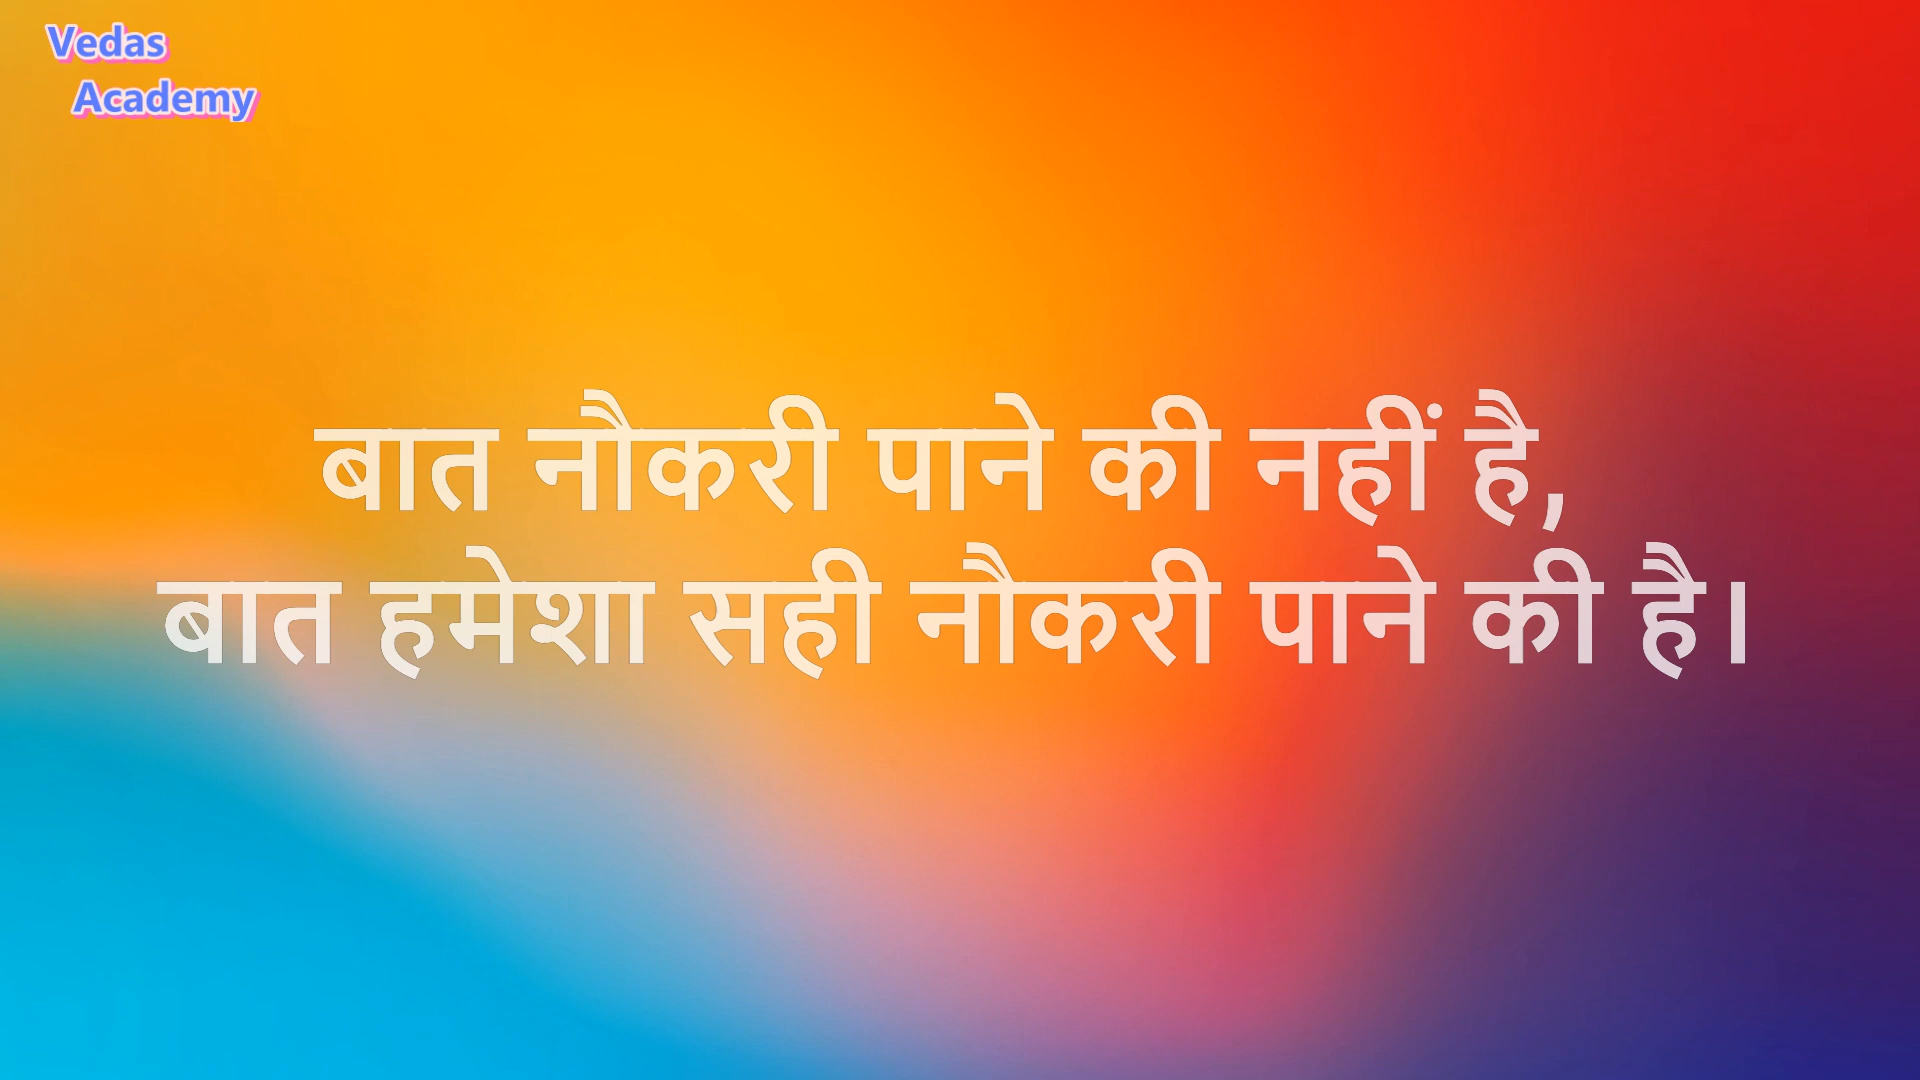 Vedas
Academy
बात नौकरी पाने की नहीं है,
बात हमेशा सही नौकरी पाने की है।